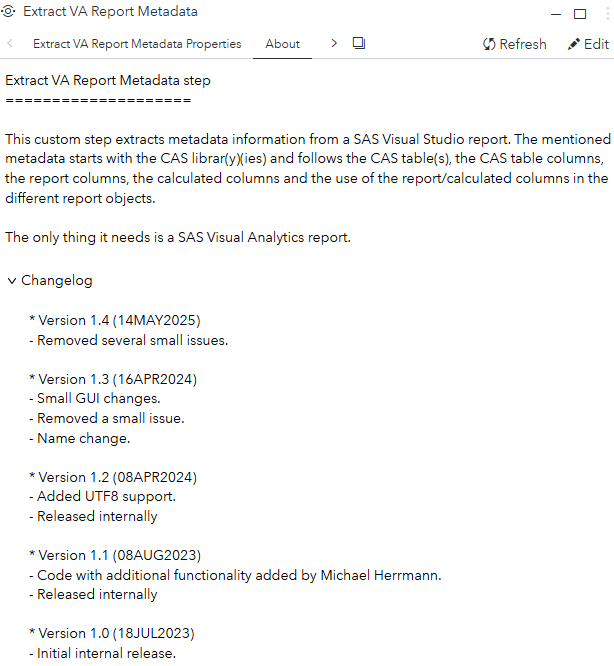 Extract VA Report Metadata
Extract VA Report Metadata Properties About Refresh Edit
Extract VA Report Metadata step
====================
This custom step extracts metadata information from a SAS Visual Studio report. The mentioned
metadata starts with the CAS librar(y)(ies) and follows the CAS table(s), the CAS table columns,
the report columns, the calculated columns and the use of the report/calculated columns in the
different report objects.
The only thing it needs is a SAS Visual Analytics report.
Changelog
* Version 1.4 (14MAY2025)
- Removed several small issues.
* Version 1.3 (16APR2024)
- Small GUI changes.
- Removed a small issue.
- Name change.
* Version 1.2 (08APR2024)
- Added UTF8 support.
- Released internally
* Version 1.1 (08AUG2023)
- Code with additional functionality added by Michael Herrmann.
- Released internally
* Version 1.0 (18JUL2023)
- Initial internal release.